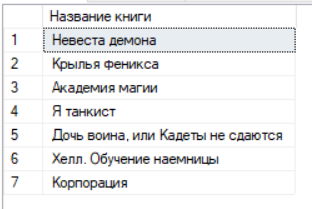 Название книги
1 Невеста демона
2 Крылья феникса
3 Академия магии
4 Я танкист
5 Дочь воина, или Кадеты не сдаются
6 Хелл. Обучение наемницы
7 Корпорация